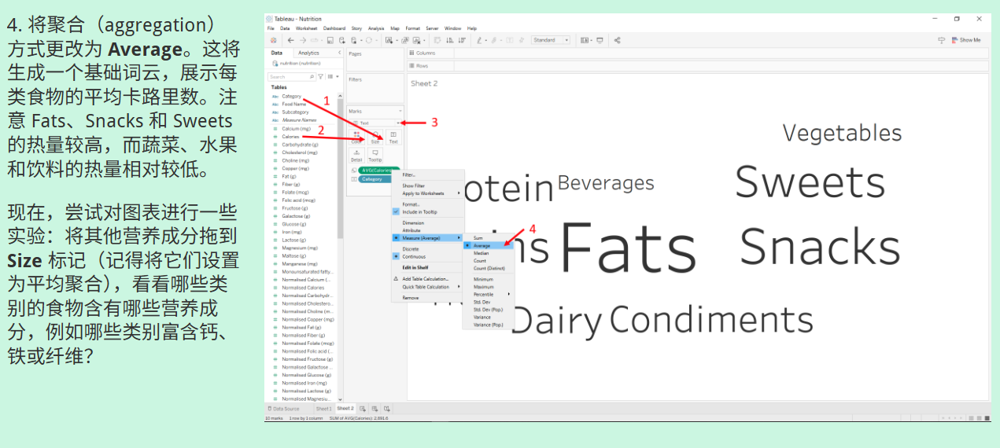 4. 将聚合（aggregation）
方式更改为 Average。这将
生成一个基础词云，展示每
类食物的平均卡路里数。注
意 Fats、Snacks 和 Sweets
的热量较高，而蔬菜、水果
和饮料的热量相对较低。
现在，尝试对图表进行一些
实验：将其他营养成分拖到
Size 标记（记得将它们设置
为平均聚合），看看哪些类
别的食物含有哪些营养成
分，例如哪些类别富含钙、
铁或纤维？
Tableau - Nutrition
File Data Worksheet Dashboard Story Analysis Map Format Server Window Help
Standard
Show Me
Data Analytics
nutrition (nutrition)
Search
Tables
Category
Food Name
Subcategory
Measure Names
Calcium (mg)
Calories
Carbohydrate (g)
Cholesterol (mg)
Choline (mg)
Copper (mg)
Fat (g)
Fiber (g)
Folate (mcg)
Folic acid (mcg)
Fructose (g)
Galactose (g)
Glucose (g)
Iron (mg)
Lactose (g)
Magnesium (mg)
Maltose (g)
Manganese (mg)
Monounsaturated fatty...
Normalised Calcium (...
Normalised Calories
Normalised Carbohydr...
Normalised Cholestero...
Normalised Choline (m...
Normalised Copper (mg)
Normalised Fat (g)
Normalised Fiber (g)
Normalised Folate (mcg)
Normalised Folic acid (...
Normalised Fructose (g)
Normalised Galactose ...
Normalised Glucose (g)
Normalised Iron (mg)
Normalised Lactose (g)
Normalised Magnesiu...
Pages
Filters
Marks
Text
Color Size Text
Detail Tooltip
AVG(Calories)
Category
1
2
3
4
Columns
Rows
Sheet 2
Filter...
Show Filter
Apply to Worksheets
Format...
Include in Tooltip
Dimension
Attribute
Measure (Average)
Discrete
Continuous
Edit in Shelf
Add Table Calculation...
Quick Table Calculation
Remove
Sum
Average
Median
Count
Count (Distinct)
Minimum
Maximum
Percentile
Std. Dev
Std. Dev (Pop.)
Variance
Variance (Pop.)
Vegetables
otein Beverages Sweets
ns Fats Snacks
Dairy Condiments
Data Source Sheet 1 Sheet 2
10 marks 1 row by 1 column SUM of AVG(Calories): 2,891.6